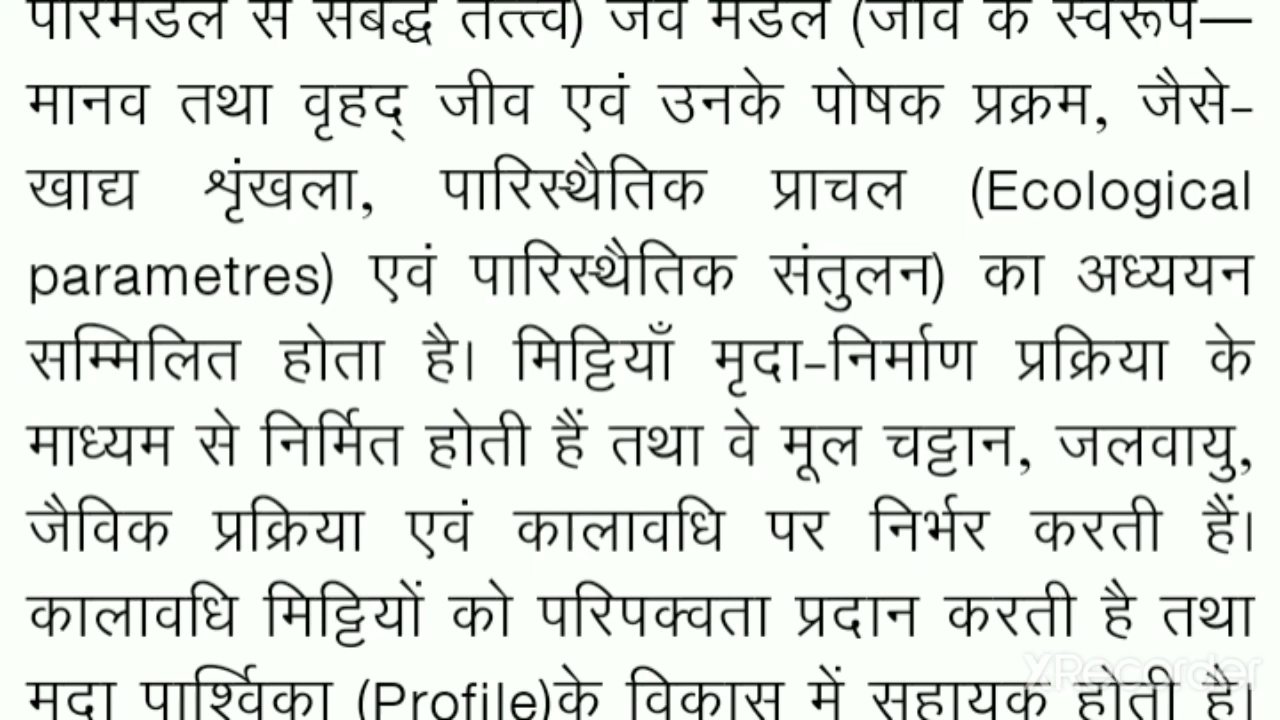 परिमंडल से संबद्ध तत्त्व) जैव मंडल (जीव के स्वरूप—
मानव तथा वृहद् जीव एवं उनके पोषक प्रक्रम, जैसे-
खाद्य श्रृंखला, पारिस्थैतिक प्राचल (Ecological
parametres) एवं पारिस्थैतिक संतुलन) का अध्ययन
सम्मिलित होता है। मिट्टियाँ मृदा-निर्माण प्रक्रिया के
माध्यम से निर्मित होती हैं तथा वे मूल चट्टान, जलवायु,
जैविक प्रक्रिया एवं कालावधि पर निर्भर करती हैं।
कालावधि मिट्टियों को परिपक्वता प्रदान करती है तथा
मृदा पार्श्विका (Profile)के विकास में सहायक होती है।
XRecorder